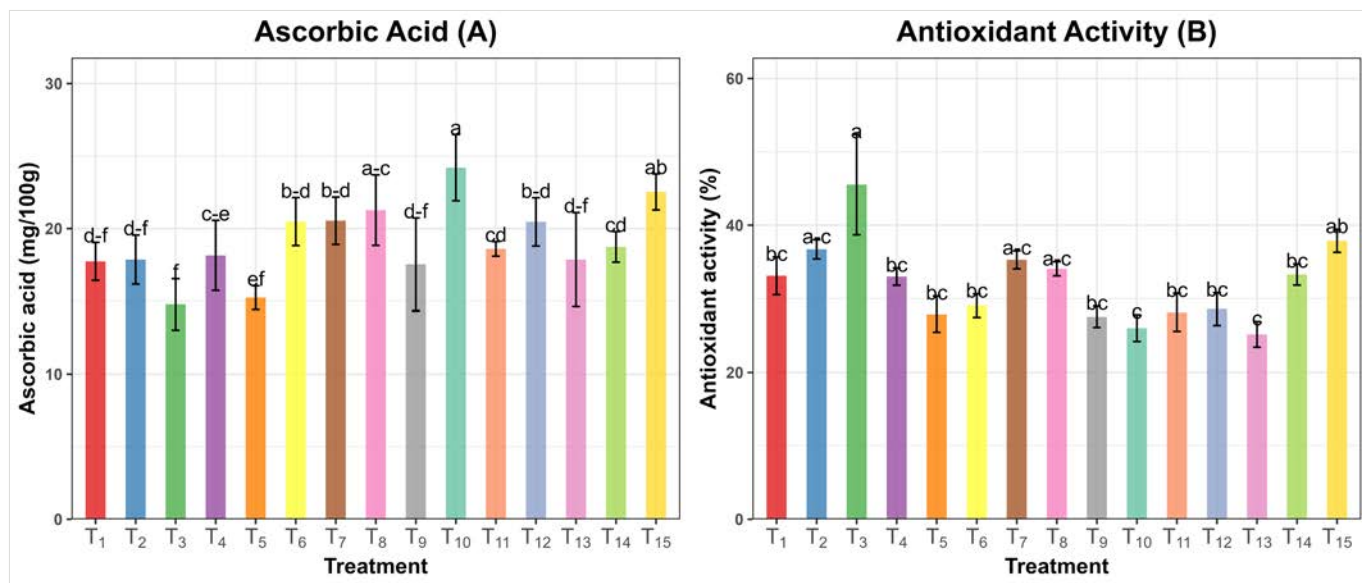 Ascorbic Acid (A)
Ascorbic acid (mg/100g)
30
20
10
0
d-f d-f f c-e ef b-d b-d a-c d-f a cd b-d d-f cd ab
T1 T2 T3 T4 T5 T6 T7 T8 T9 T10 T11 T12 T13 T14 T15
Treatment
Antioxidant Activity (B)
Antioxidant activity (%)
60
40
20
0
bc a-c a bc bc bc a-c a-c bc c bc bc c bc ab
T1 T2 T3 T4 T5 T6 T7 T8 T9 T10 T11 T12 T13 T14 T15
Treatment